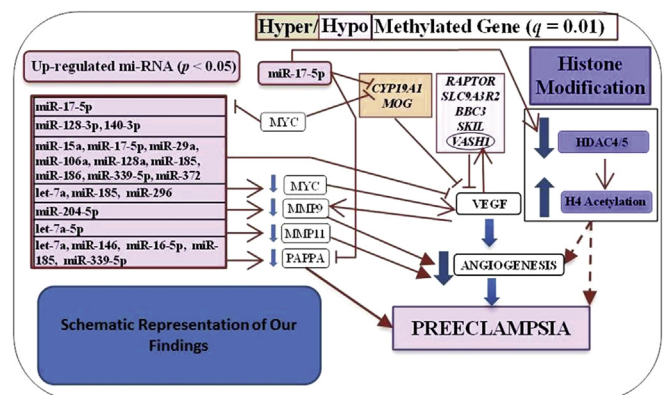 Hyper/ Hypo Methylated Gene (q = 0.01)
Up-regulated mi-RNA (p < 0.05)
miR-17-5p
CYP19A1
MOG
RAPTOR
SLC9A3R2
BBC3
SKIL
VASH1
Histone
Modification
miR-17-5p
miR-128-3p, 140-3p
miR-15a, miR-17-5p, miR-29a,
miR-106a, miR-128a, miR-185,
miR-186, miR-339-5p, miR-372
let-7a, miR-185, miR-296
miR-204-5p
let-7a-5p
let-7a, miR-146, miR-16-5p, miR-
185, miR-339-5p
MYC
MYC
MMP9
MMP11
PAPPA
VEGF
ANGIOGENESIS
PREECLAMPSIA
HDAC4/5
H4 Acetylation
Schematic Representation of Our
Findings